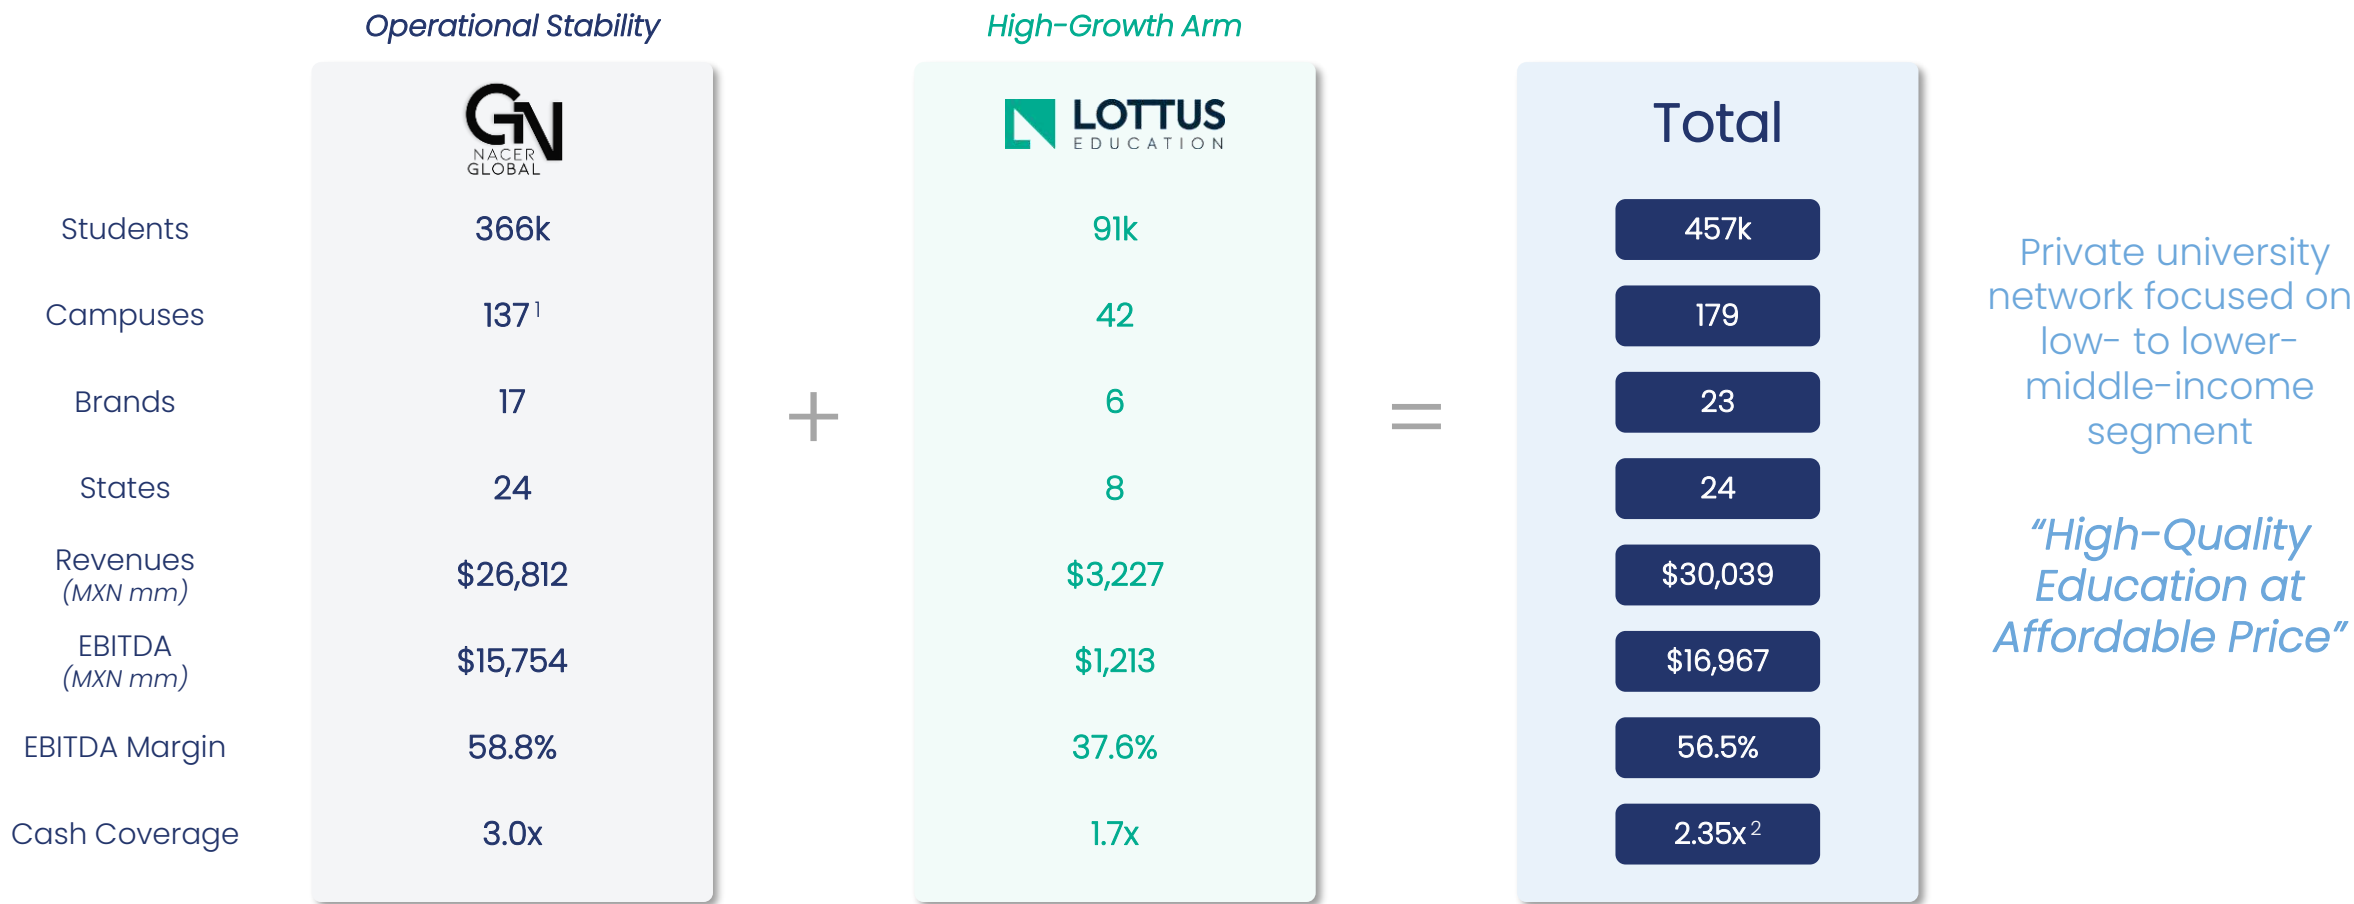 Operational Stability
High-Growth Arm
GN
NACER
GLOBAL
LOTTUS
EDUCATION
Total
Students 366k 91k 457k
Campuses 137 1 42 179
Brands 17 6 23
States 24 8 24
Revenues
(MXN mm) $26,812 $3,227 $30,039
EBITDA
(MXN mm) $15,754 $1,213 $16,967
EBITDA Margin 58.8% 37.6% 56.5%
Cash Coverage 3.0x 1.7x 2.35x 2
+
=
Private university
network focused on
low- to lower-
middle-income
segment
“High-Quality
Education at
Affordable Price”